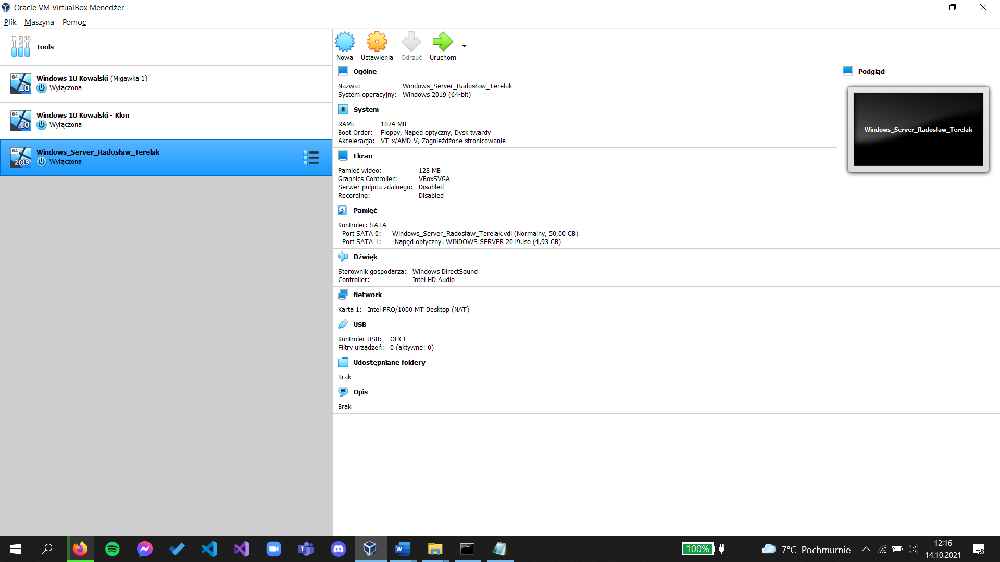 Oracle VM VirtualBox Menedżer
Plik Maszyna Pomoc
Tools
64
10
Windows 10 Kowalski (Migawka 1)
Wyłączona
64
10
Windows 10 Kowalski - Klon
Wyłączona
64
2019
Windows_Server_Radosław_Terelak
Wyłączona
Nowa Ustawienia Odrzuć Uruchom
Ogólne
Nazwa: Windows_Server_Radosław_Terelak
System operacyjny: Windows 2019 (64-bit)
System
RAM: 1024 MB
Boot Order: Floppy, Napęd optyczny, Dysk twardy
Akceleracja: VT-x/AMD-V, Zagnieżdżone stronicowanie
Ekran
Pamięć wideo: 128 MB
Graphics Controller: VBoxSVGA
Serwer pulpitu zdalnego: Disabled
Recording: Disabled
Podgląd
Windows_Server_Radosław_Terelak
Pamięć
Kontroler: SATA
Port SATA 0: Windows_Server_Radosław_Terelak.vdi (Normalny, 50,00 GB)
Port SATA 1: [Napęd optyczny] WINDOWS SERVER 2019.iso (4,93 GB)
Dźwięk
Sterownik gospodarza: Windows DirectSound
Controller: Intel HD Audio
Network
Karta 1: Intel PRO/1000 MT Desktop (NAT)
USB
Kontroler USB: OHCI
Filtry urządzeń: 0 (aktywne: 0)
Udostępniane foldery
Brak
Opis
Brak
100%
7°C Pochmurnie
12:16
14.10.2021